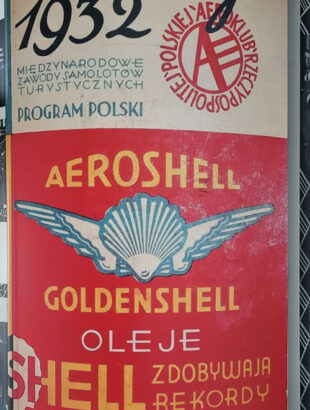 1932
MIĘDZYNARODOWE
ZAWODY SAMOLOTÓW
TURYSTYCZNYCH
PROGRAM POLSKI
AEROKLUB RZECZYPOSPOLITEJ POLSKIEJ
AEROSHELL
GOLDENSHELL
OLEJE
SHELL ZDOBYWAJĄ
REKORDY